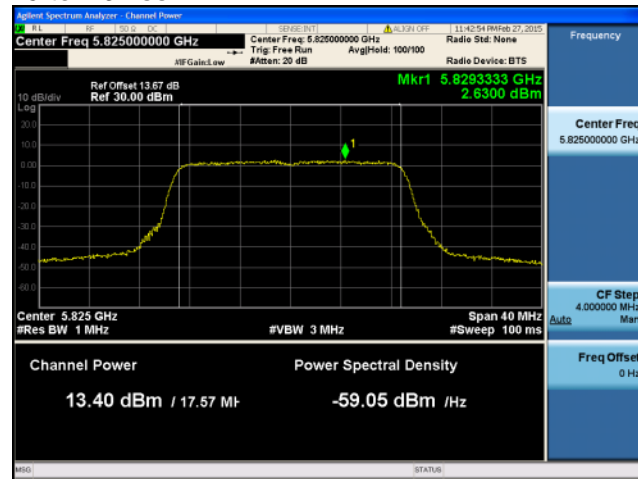 Agilent Spectrum Analyzer - Channel Power
RL RF 50 Ω DC SENSE:INT ALIGN OFF 11:42:54 PM Feb 27, 2015
Center Freq 5.825000000 GHz
Center Freq: 5.825000000 GHz
Radio Std: None
Trig: Free Run Avg|Hold: 100/100
#IFGain:Low
#Atten: 20 dB
Radio Device: BTS
Ref Offset 13.67 dB
10 dB/div Ref 30.00 dBm
Mkr1 5.8293333 GHz
2.6300 dBm
Log
20.0
10.0
1
0.00
-10.0
-20.0
-30.0
-40.0
-50.0
-60.0
Center 5.825 GHz
Span 40 MHz
#Res BW 1 MHz
#VBW 3 MHz
#Sweep 100 ms
Channel Power
Power Spectral Density
13.40 dBm / 17.57 MH
-59.05 dBm /Hz
MSG
STATUS
Frequency
Center Freq
5.825000000 GHz
CF Step
4.000000 MHz
Auto Man
Freq Offset
0 Hz